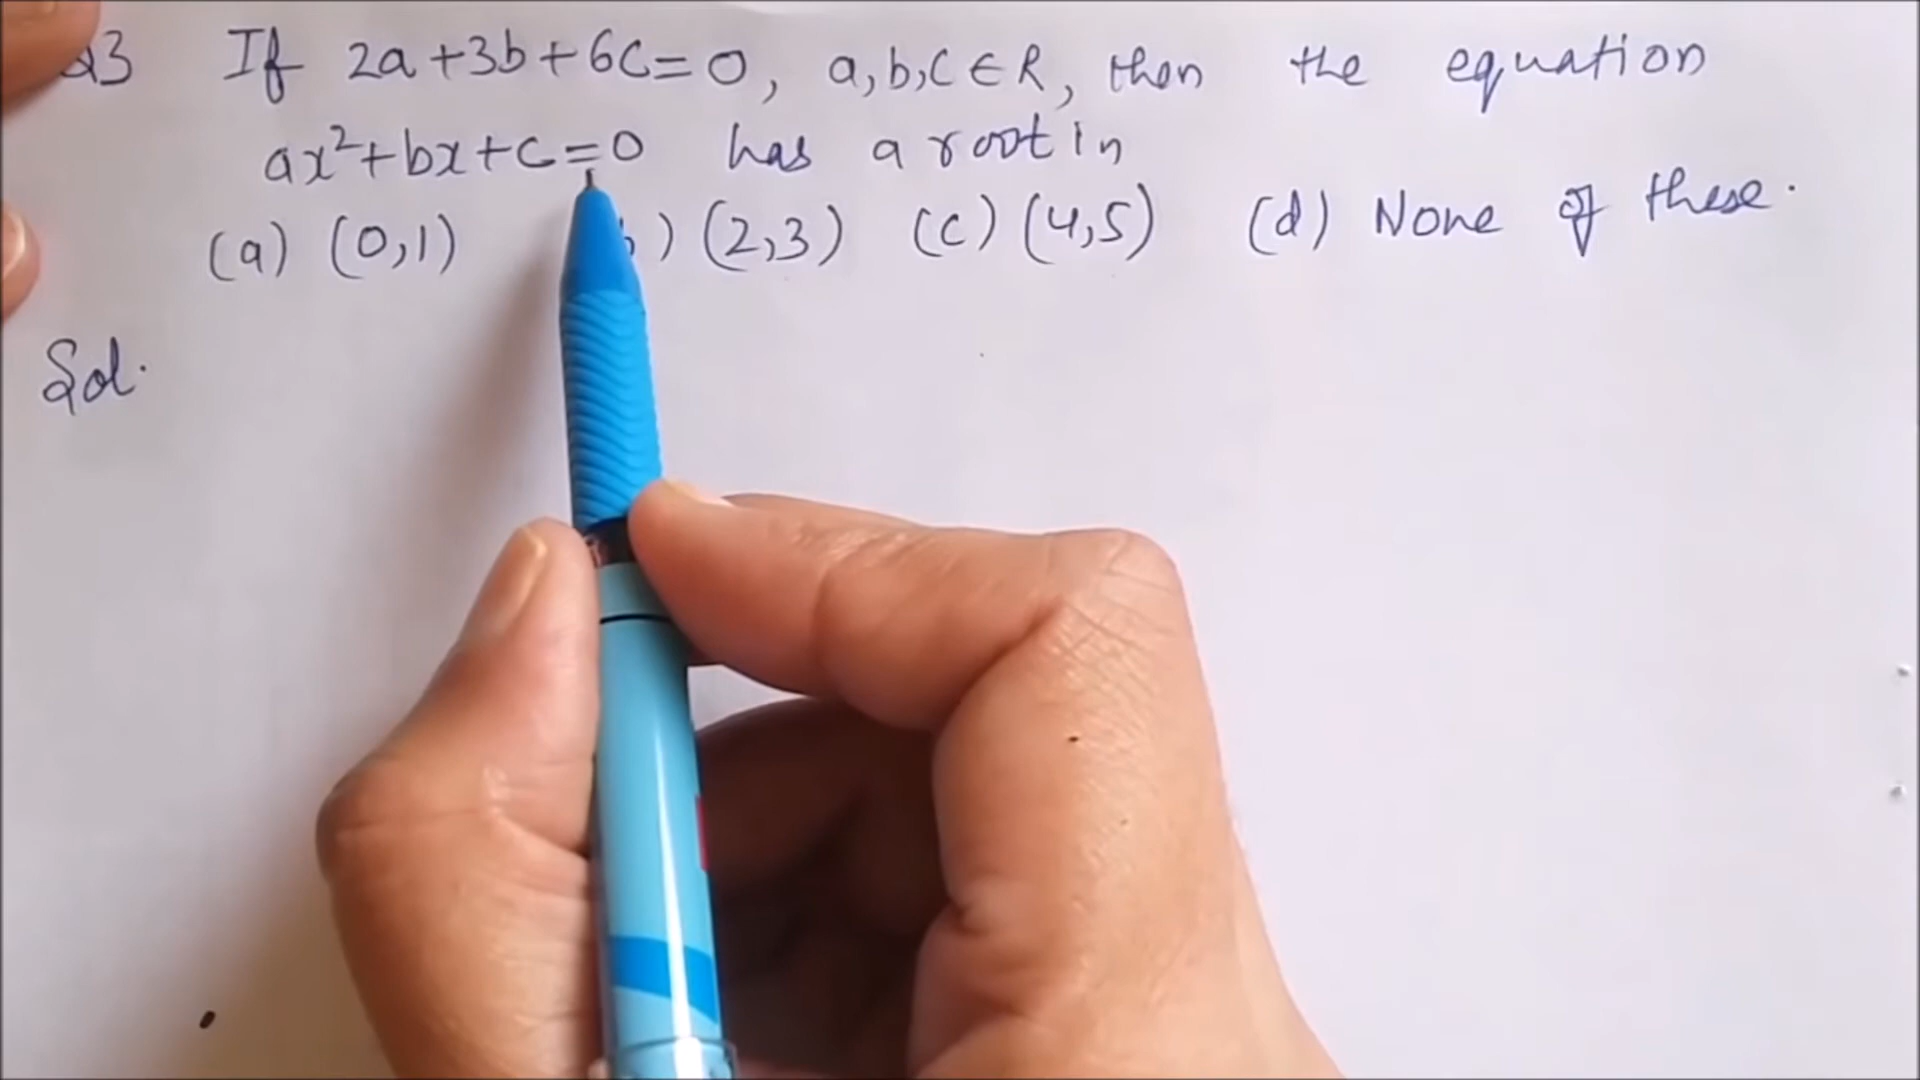 Q3 If 2a+3b+6c=0, a,b,c∈R, then the equation
ax²+bx+c=0 has a root in
(a) (0,1) b) (2,3) (c) (4,5) (d) None of these.
Sol.